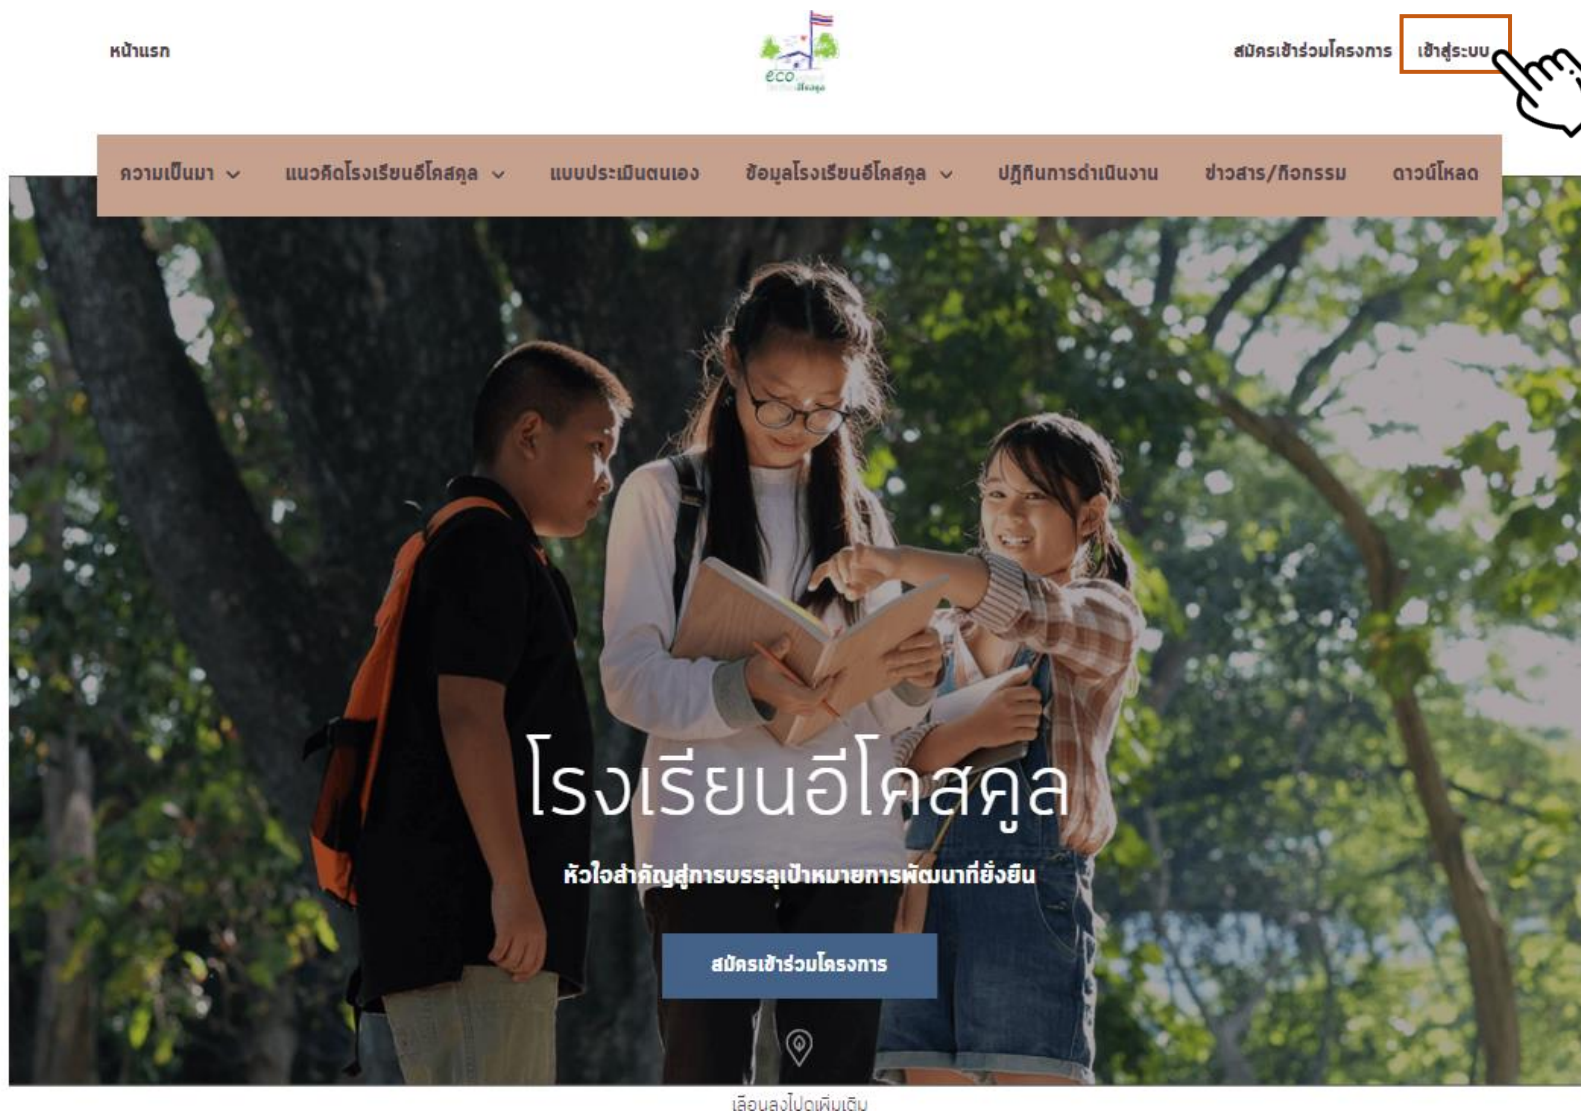 หน้าแรก
eco
สมัครเข้าร่วมโครงการ
เข้าสู่ระบบ
ความเป็นมา
แนวคิดโรงเรียนอีโคสคูล
แบบประเมินตนเอง
ข้อมูลโรงเรียนอีโคสคูล
ปฏิทินการดำเนินงาน
ข่าวสาร/กิจกรรม
ดาวน์โหลด
โรงเรียนอีโคสคูล
หัวใจสำคัญสู่การบรรลุเป้าหมายการพัฒนาที่ยั่งยืน
สมัครเข้าร่วมโครงการ
เลื่อนลงไปดูเพิ่มเติม